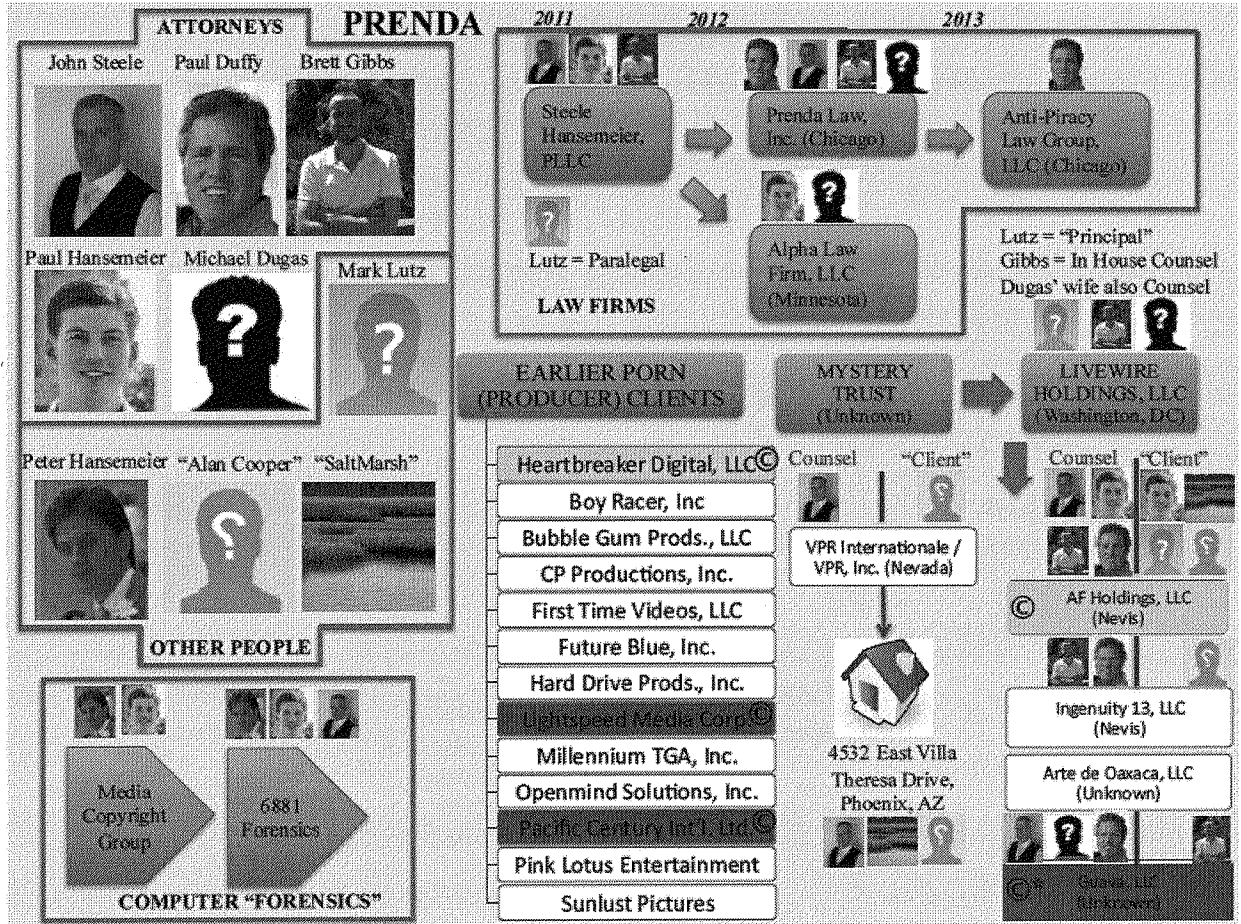 ATTORNEYS
PRENDA
2011
2012
2013
John Steele
Paul Duffy
Brett Gibbs
Paul Hansemeier
Michael Dugas
Mark Lutz
?
?
Peter Hansemeier
"Alan Cooper"
"SaltMarsh"
?
OTHER PEOPLE
?
Steele
Hansemeier,
PLLC
Prenda Law,
Inc. (Chicago)
Anti-Piracy
Law Group,
LLC (Chicago)
?
Lutz = Paralegal
?
Alpha Law
Firm, LLC
(Minnesota)
LAW FIRMS
Lutz = "Principal"
Gibbs = In House Counsel
Dugas' wife also Counsel
?
?
EARLIER PORN
(PRODUCER) CLIENTS
MYSTERY
TRUST
(Unknown)
LIVEWIRE
HOLDINGS, LLC
(Washington, DC)
Heartbreaker Digital, LLC ©
Boy Racer, Inc
Bubble Gum Prods., LLC
CP Productions, Inc.
First Time Videos, LLC
Future Blue, Inc.
Hard Drive Prods., Inc.
Lightspeed Media Corp. ©
Millennium TGA, Inc.
Openmind Solutions, Inc.
Pacific Century Int'l. Ltd ©
Pink Lotus Entertainment
Sunlust Pictures
Counsel
"Client"
?
VPR Internationale /
VPR, Inc. (Nevada)
4532 East Villa
Theresa Drive,
Phoenix, AZ
?
Counsel
"Client"
?
?
© AF Holdings, LLC
(Nevis)
?
Ingenuity 13, LLC
(Nevis)
Arte de Oaxaca, LLC
(Unknown)
?
© Guava, LLC
(Unknown)
Media
Copyright
Group
6881
Forensics
COMPUTER "FORENSICS"